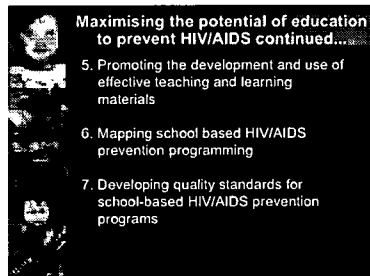 Maximising the potential of education
to prevent HIV/AIDS continued...
5. Promoting the development and use of
effective teaching and learning
materials
6. Mapping school based HIV/AIDS
prevention programming
7. Developing quality standards for
school-based HIV/AIDS prevention
programs